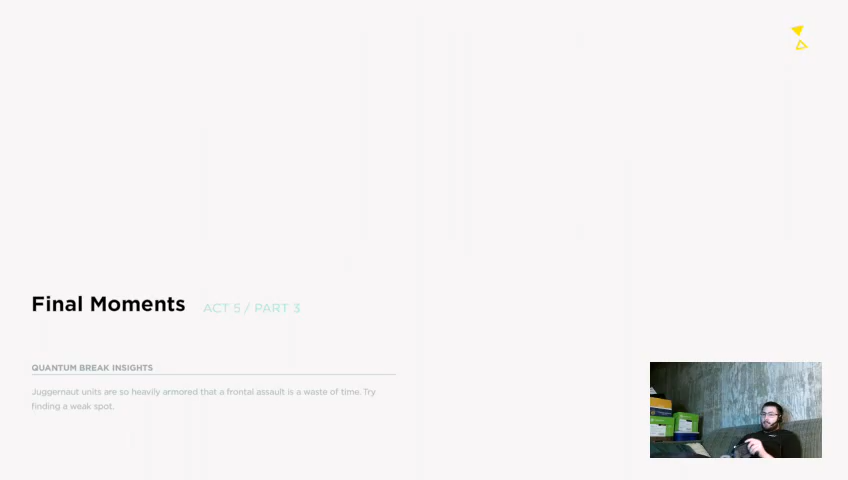 Final Moments ACT 5 / PART 3
QUANTUM BREAK INSIGHTS
Juggernaut units are so heavily armored that a frontal assault is a waste of time. Try
finding a weak spot.